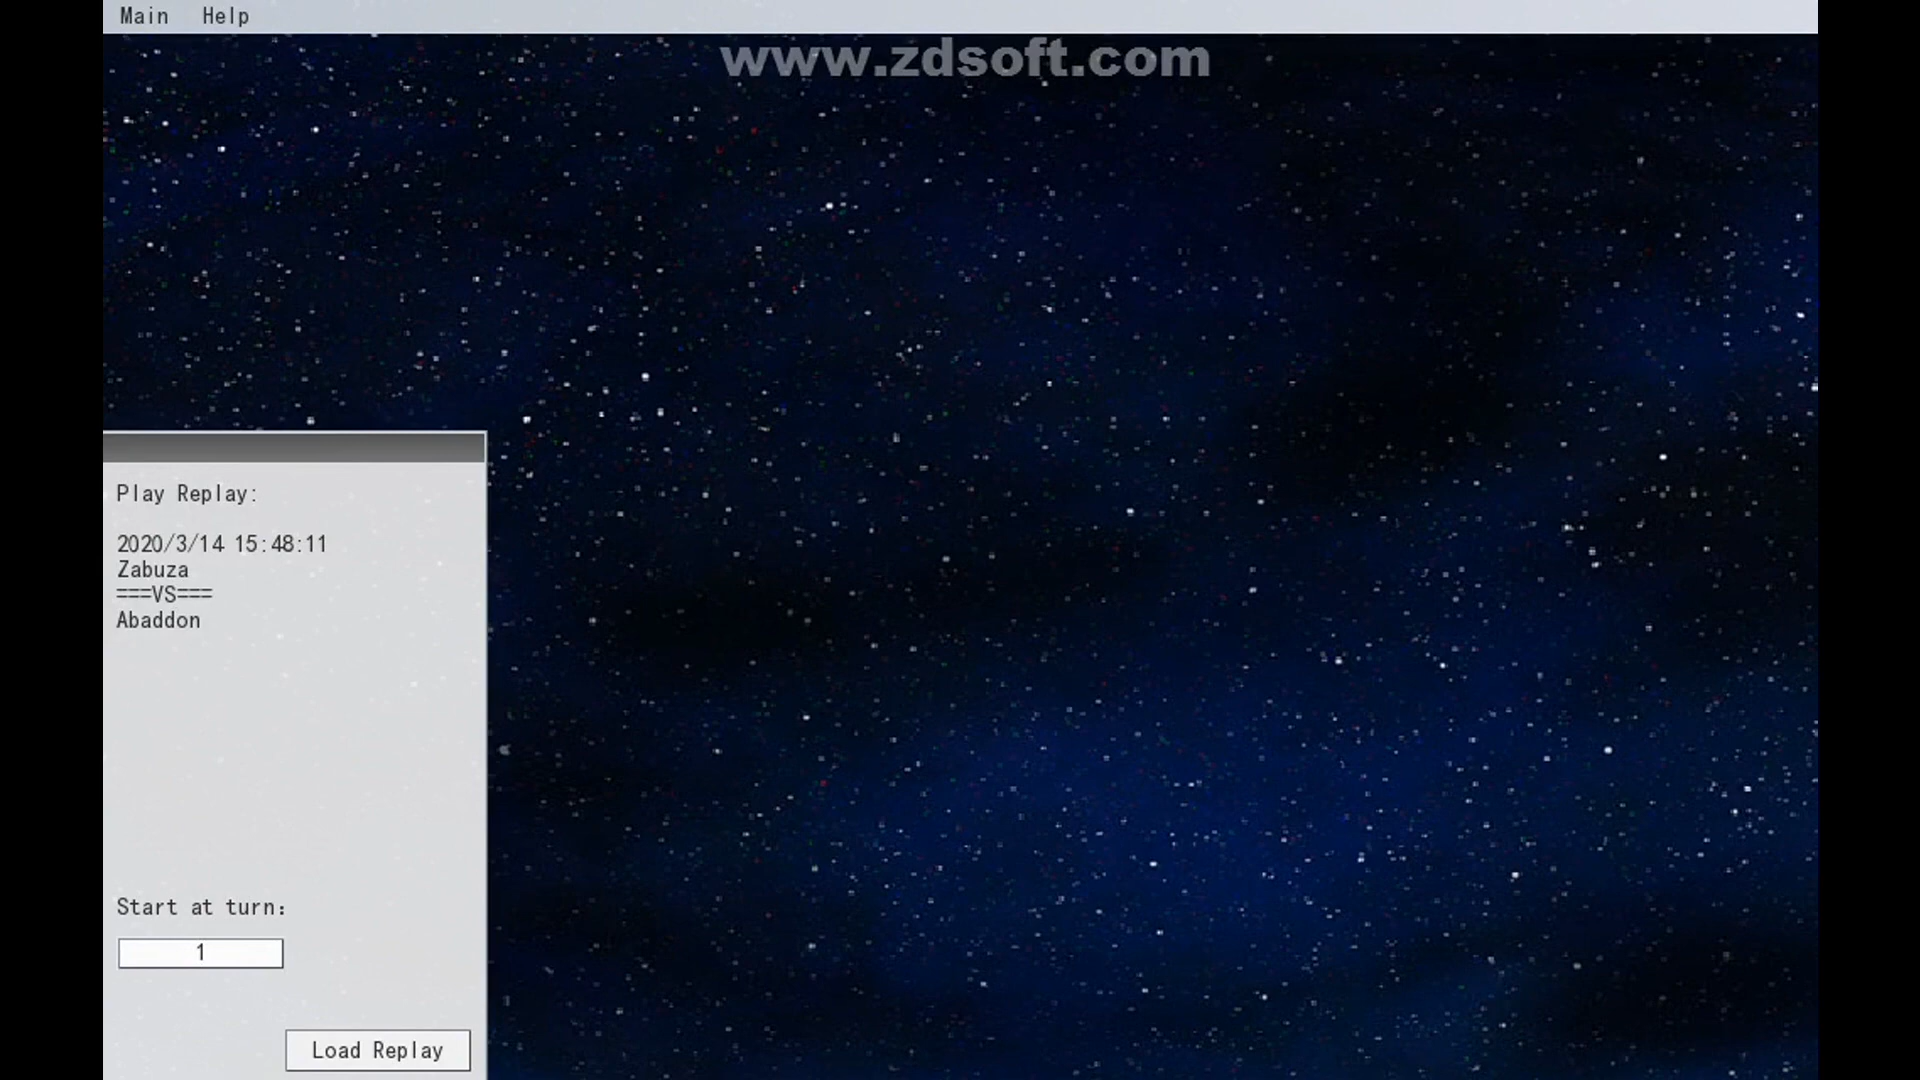 Main Help
www.zdsoft.com
Play Replay:
2020/3/14 15:48:11
Zabuza
===VS===
Abaddon
Start at turn:
1
Load Replay